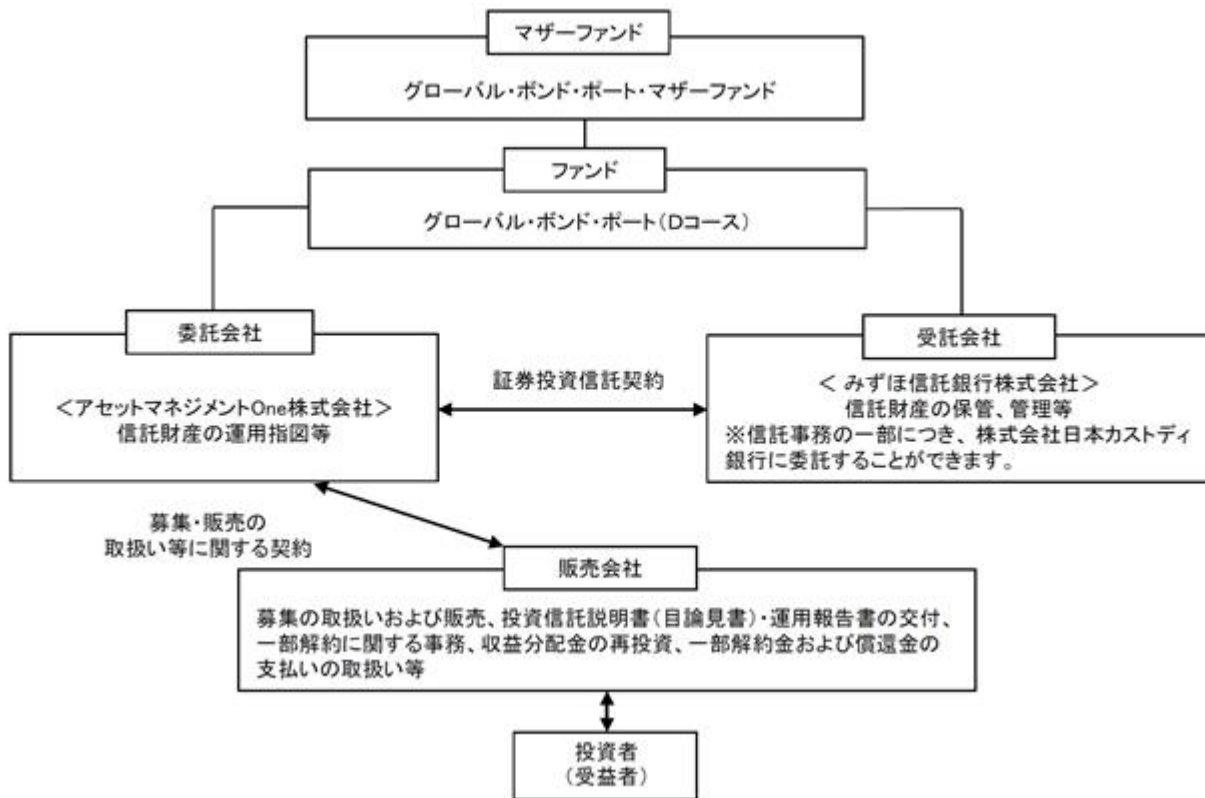 マザーファンド
グローバル・ボンド・ポート・マザーファンド
ファンド
グローバル・ボンド・ポート(Dコース)
委託会社
<アセットマネジメントOne株式会社>
信託財産の運用指図等
証券投資信託契約
受託会社
< みずほ信託銀行株式会社>
信託財産の保管、管理等
※信託事務の一部につき、株式会社日本カストディ
銀行に委託することができます。
募集・販売の
取扱い等に関する契約
販売会社
募集の取扱いおよび販売、投資信託説明書(目論見書)・運用報告書の交付、
一部解約に関する事務、収益分配金の再投資、一部解約金および償還金の
支払いの取扱い等
投資者
(受益者)